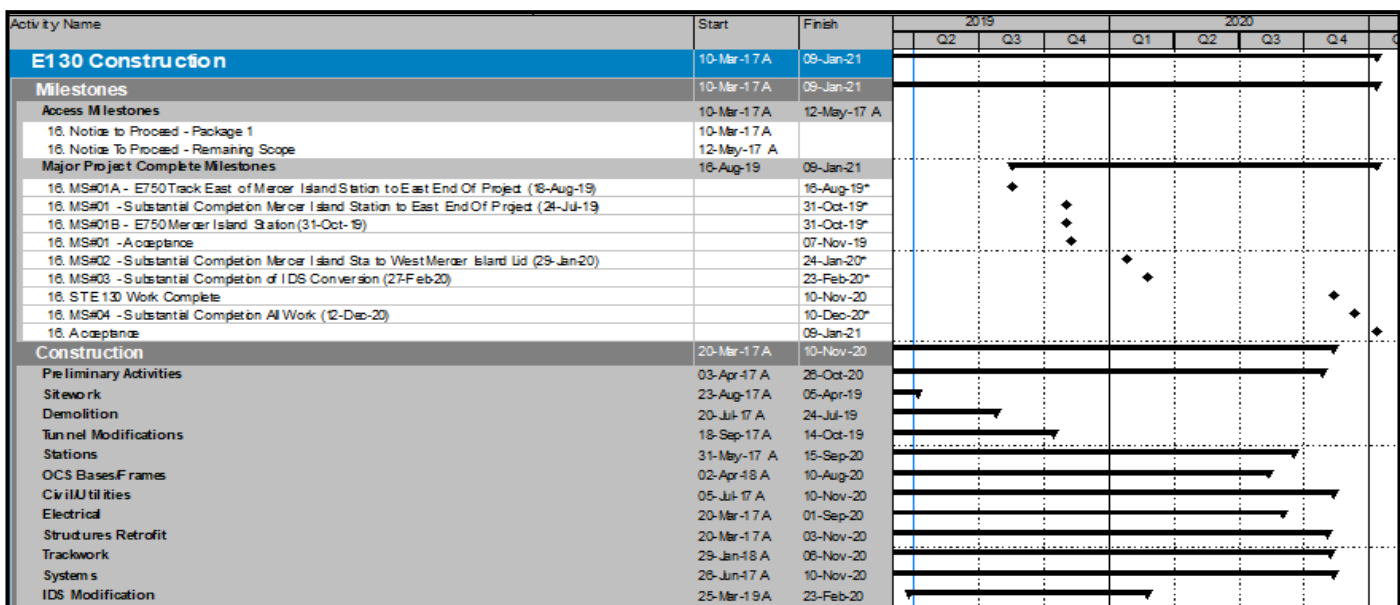 Activity Name Start Finish 2019 2020
Q2 Q3 Q4 Q1 Q2 Q3 Q4
E130 Construction 10-Mar-17 A 09-Jan-21
Milestones 10-Mar-17 A 09-Jan-21
Access Milestones 10-Mar-17 A 12-May-17 A
16. Notice to Proceed - Package 1 10-Mar-17 A
16. Notice To Proceed - Remaining Scope 12-May-17 A
Major Project Complete Milestones 16-Aug-19 09-Jan-21
16. MS#01A - E750 Track East of Mercer Island Station to East End Of Project (18-Aug-19) 16-Aug-19*
16. MS#01 - Substantial Completion Mercer Island Station to East End Of Project (24-Jul-19) 31-Oct-19*
16. MS#01B - E750 Mercer Island Station (31-Oct-19) 31-Oct-19*
16. MS#01 - Acceptance 07-Nov-19
16. MS#02 - Substantial Completion Mercer Island Sta to West Mercer Island Lid (29-Jan-20) 24-Jan-20*
16. MS#03 - Substantial Completion of IDS Conversion (27-Feb-20) 23-Feb-20*
16. STE130 Work Complete 10-Nov-20
16. MS#04 - Substantial Completion All Work (12-Dec-20) 10-Dec-20*
16. Acceptance 09-Jan-21
Construction 20-Mar-17 A 10-Nov-20
Preliminary Activities 03-Apr-17 A 26-Oct-20
Sitework 23-Aug-17 A 05-Apr-19
Demolition 20-Jul-17 A 24-Jul-19
Tunnel Modifications 18-Sep-17 A 14-Oct-19
Stations 31-May-17 A 15-Sep-20
OCS Bases/Frames 02-Apr-18 A 10-Aug-20
Civil/Utilities 05-Jul-17 A 10-Nov-20
Electrical 20-Mar-17 A 01-Sep-20
Structures Retrofit 20-Mar-17 A 03-Nov-20
Trackwork 29-Jan-18 A 06-Nov-20
Systems 26-Jun-17 A 10-Nov-20
IDS Modification 25-Mar-19 A 23-Feb-20